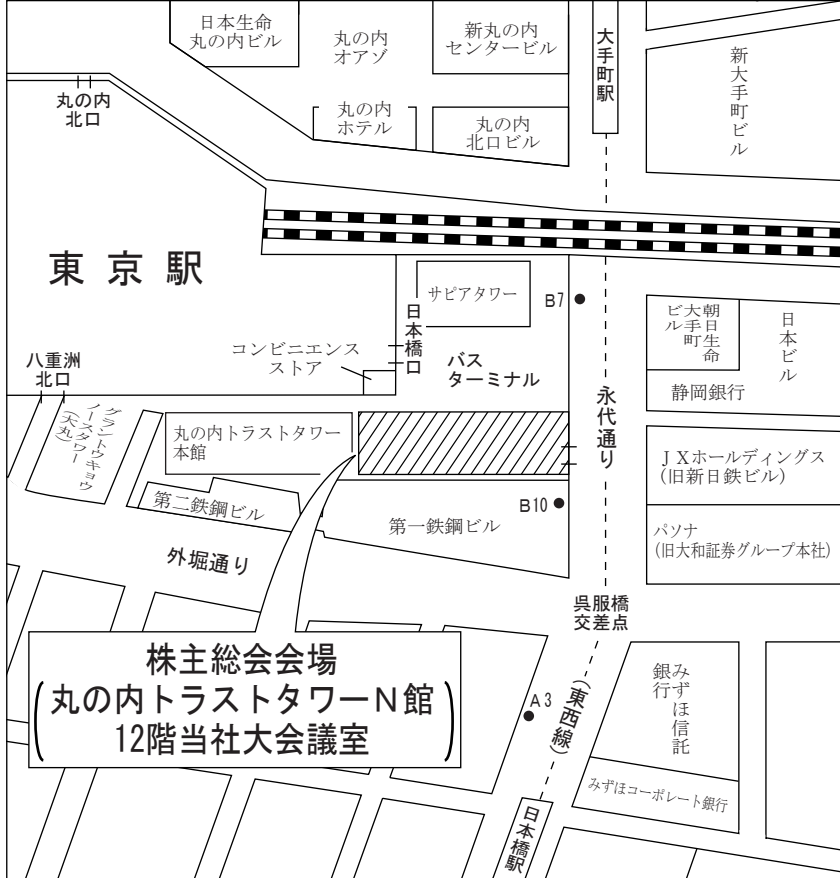 日本生命
丸の内ビル
丸の内
オアゾ
新丸の内
センタービル
大手町駅
新大手町ビル
丸の内
北口
丸の内
ホテル
丸の内
北口ビル
東京駅
サピアタワー
B7
日本橋口
朝日生命
大手町
ビル
日本ビル
コンビニエンス
ストア
バス
ターミナル
八重洲
北口
静岡銀行
永代通り
グラントウキョウ
ノースタワー
(大丸)
丸の内トラストタワー
本館
JXホールディングス
(旧新日鉄ビル)
第二鉄鋼ビル
B10
第一鉄鋼ビル
パソナ
(旧大和証券グループ本社)
外堀通り
呉服橋
交差点
株主総会会場
(丸の内トラストタワーN館
12階当社大会議室)
A3
(東西線)
みずほ信託
銀行
みずほコーポレート銀行
日本橋駅